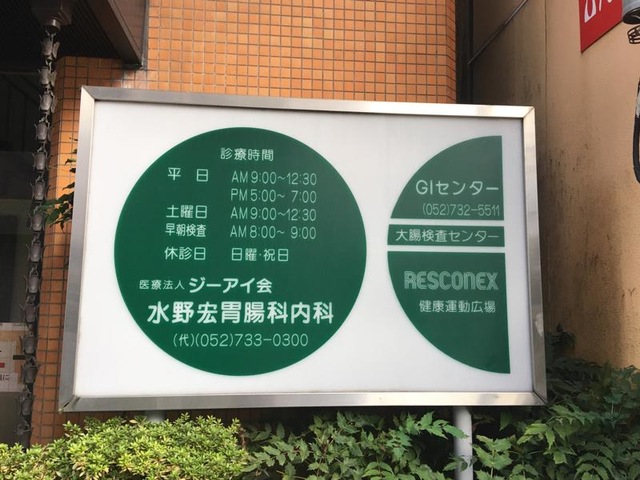 診療時間
平 日 AM 9:00~12:30
PM 5:00~ 7:00
土曜日 AM 9:00~12:30
早朝検査 AM 8:00~ 9:00
休診日 日曜・祝日
医療法人 ジーアイ会
水野宏胃腸科内科
(代)(052)733-0300
GIセンター
(052)732-5511
大腸検査センター
RESCONEX
健康運動広場